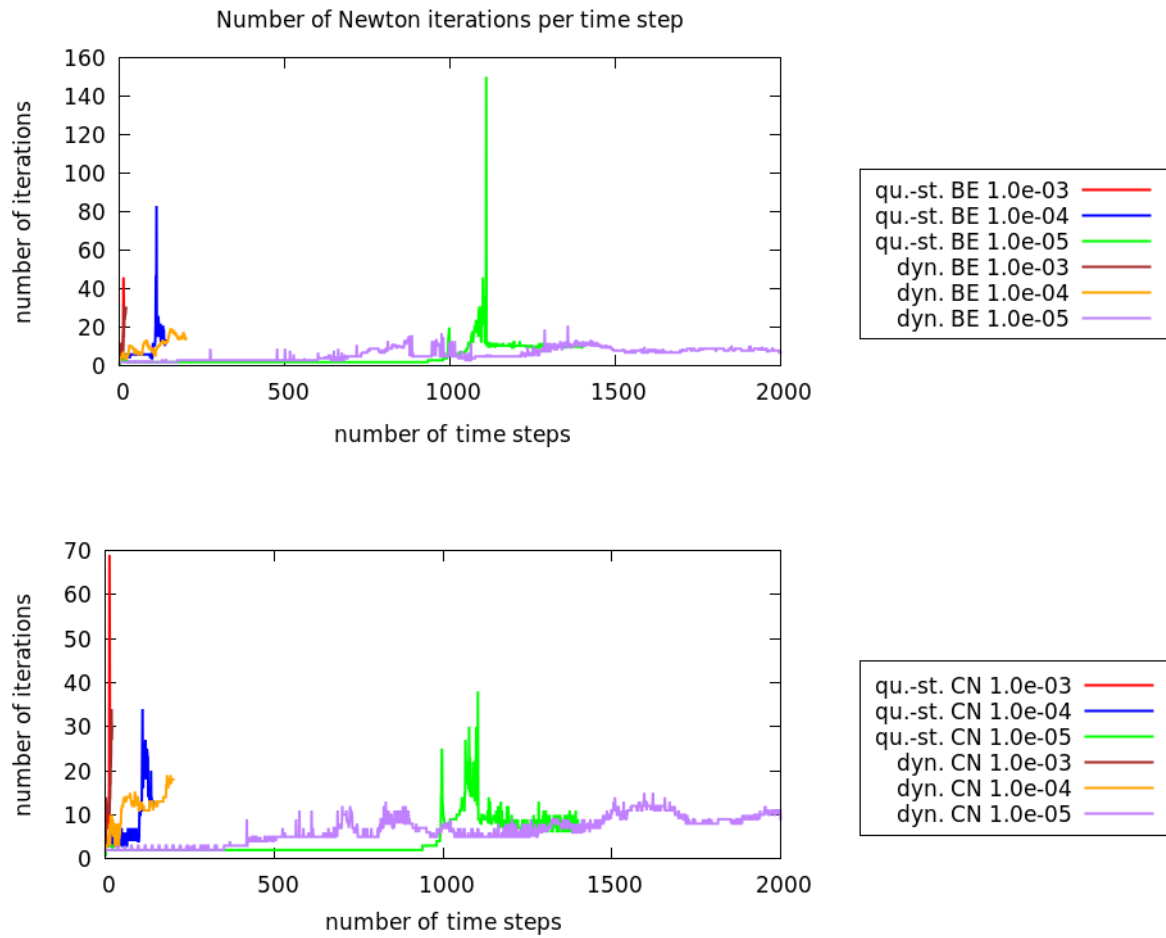 Number of Newton iterations per time step
160
140
120
100
80
60
40
20
0
number of iterations
0 500 1000 1500 2000
number of time steps
qu.-st. BE 1.0e-03
qu.-st. BE 1.0e-04
qu.-st. BE 1.0e-05
dyn. BE 1.0e-03
dyn. BE 1.0e-04
dyn. BE 1.0e-05
70
60
50
40
30
20
10
0
number of iterations
0 500 1000 1500 2000
number of time steps
qu.-st. CN 1.0e-03
qu.-st. CN 1.0e-04
qu.-st. CN 1.0e-05
dyn. CN 1.0e-03
dyn. CN 1.0e-04
dyn. CN 1.0e-05